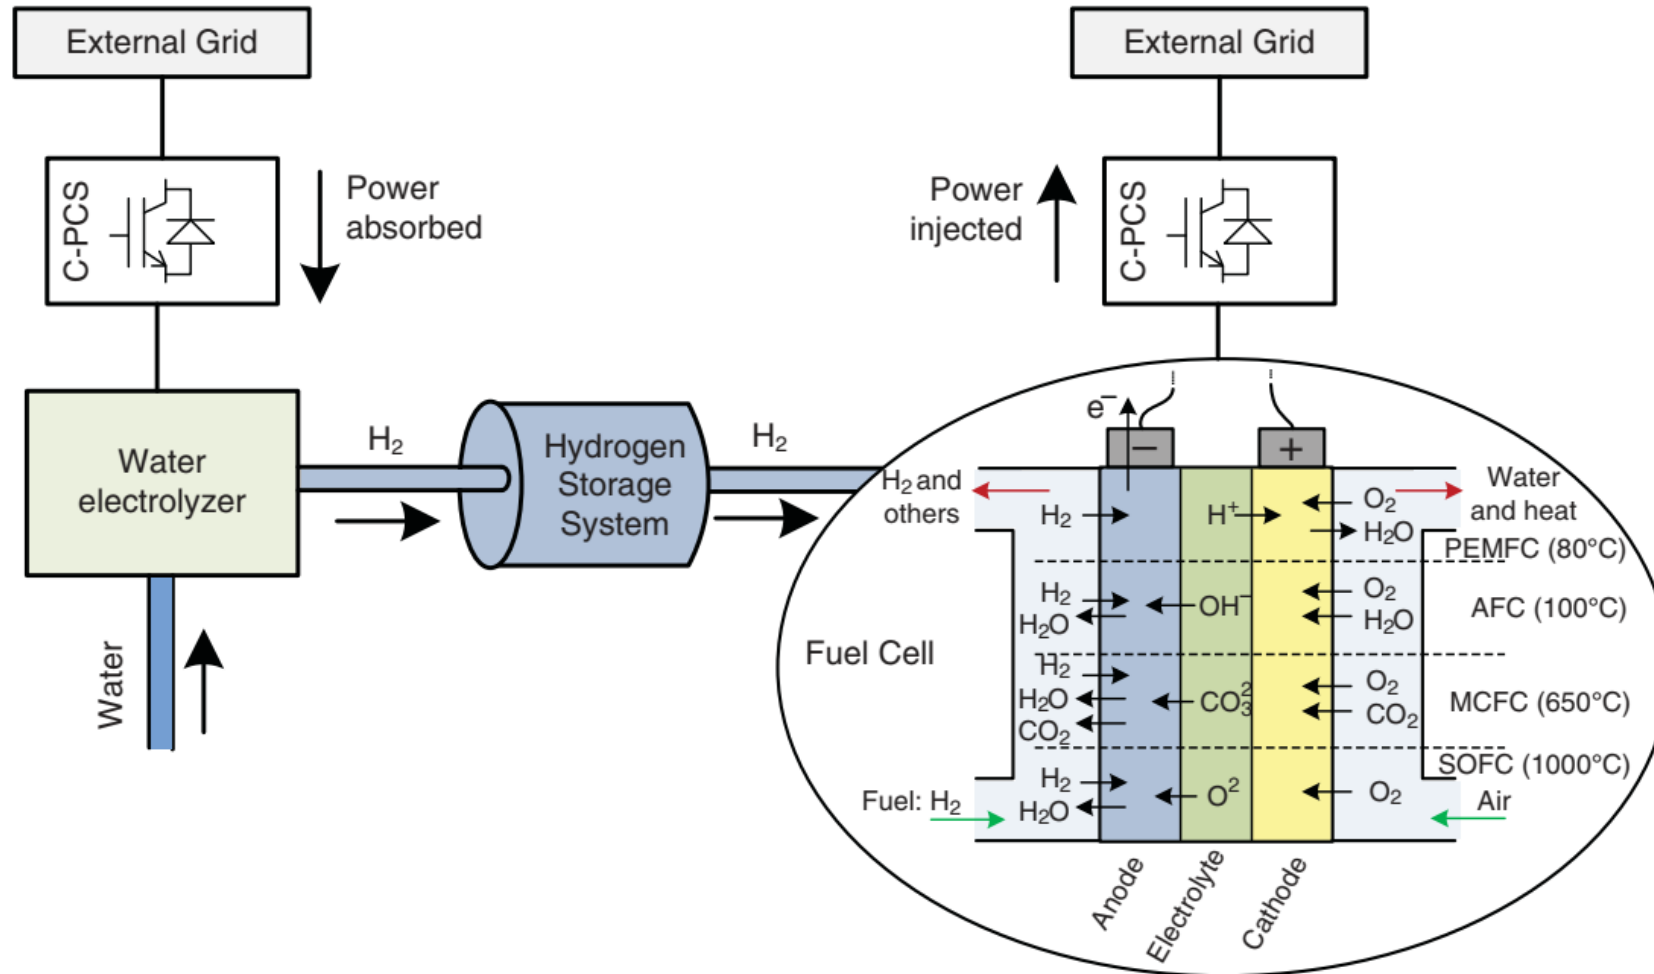 External Grid
External Grid
C-PCS
Power
absorbed
Power
injected
C-PCS
Water
electrolyzer
H₂
Hydrogen
Storage
System
H₂
Water
Fuel Cell
e⁻
−
+
H₂ and
others
Water
and heat
H₂
H⁺
O₂
H₂O
PEMFC (80°C)
H₂
H₂O
OH⁻
O₂
H₂O
AFC (100°C)
H₂
H₂O
CO₂
CO₃²
O₂
CO₂
MCFC (650°C)
SOFC (1000°C)
H₂
H₂O
O²
O₂
Fuel: H₂
Air
Anode
Electrolyte
Cathode